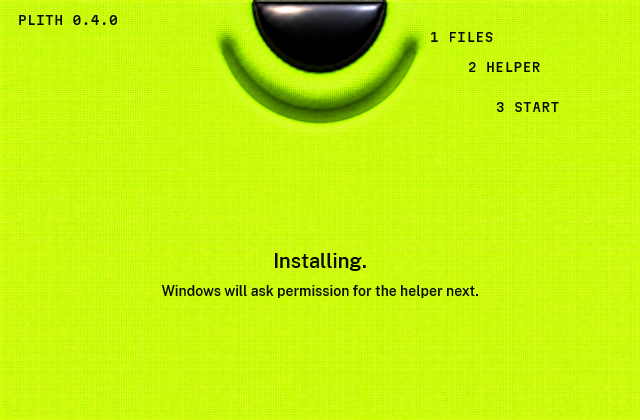 PLITH 0.4.0
1 FILES
2 HELPER
3 START
Installing.
Windows will ask permission for the helper next.